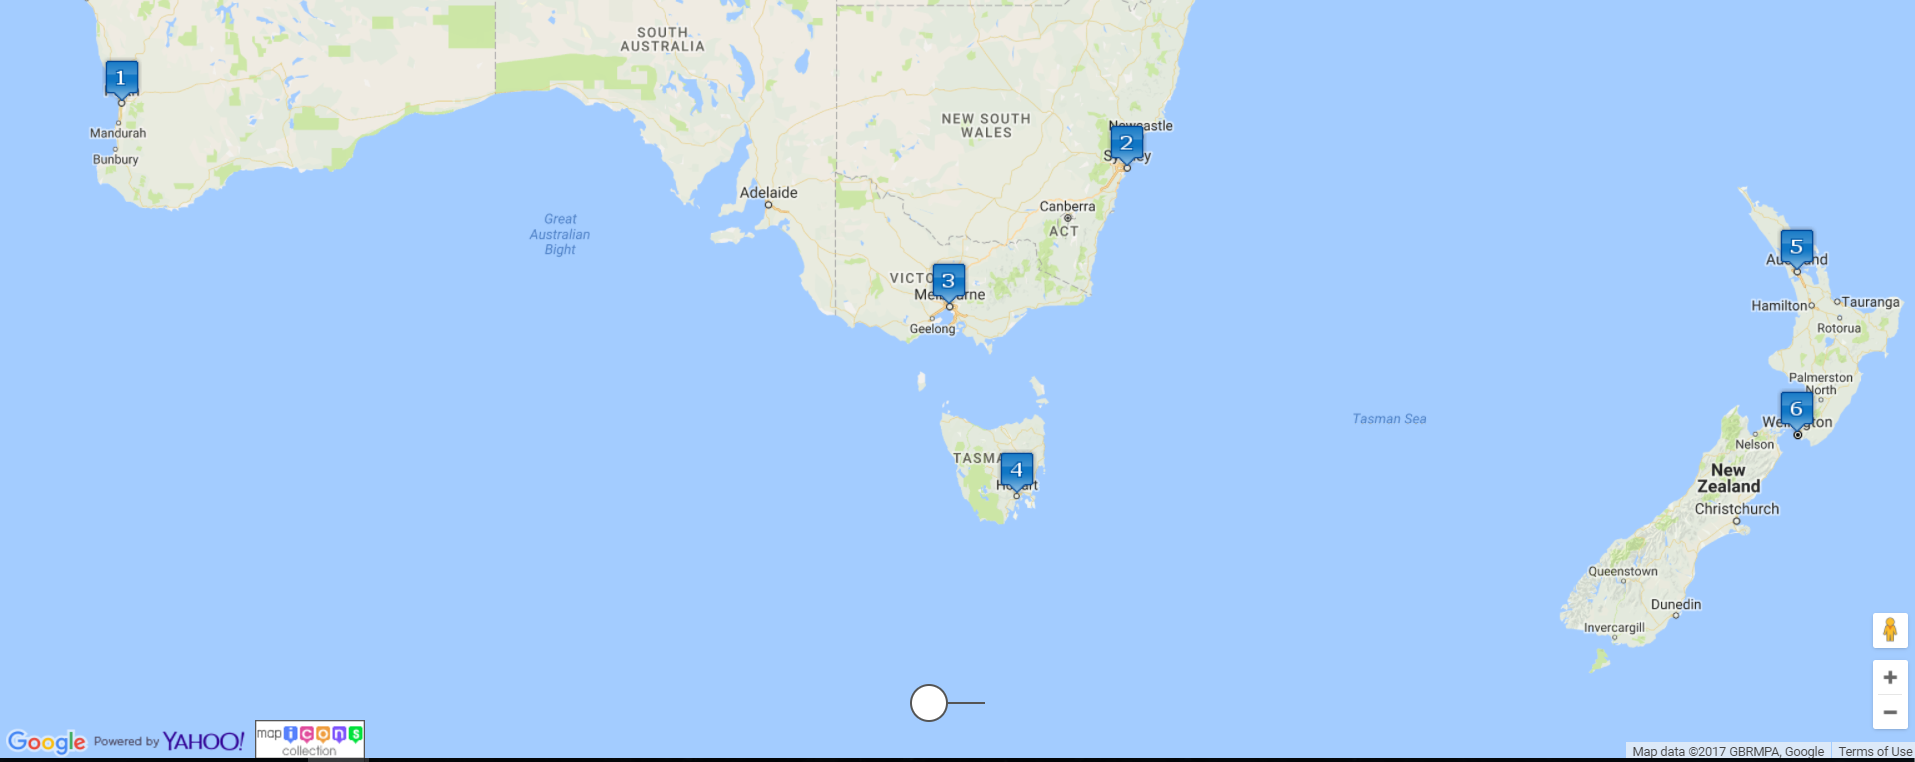 SOUTH
AUSTRALIA
1
Mandurah
Bunbury
NEW SOUTH
WALES
Newcastle
2
Sydney
Adelaide
Canberra
ACT
Great
Australian
Bight
5
Auckland
3
Melbourne
Geelong
Hamilton
Tauranga
Rotorua
Palmerston
North
6
Wellington
Nelson
Tasman Sea
4
Hobart
New
Zealand
Christchurch
Queenstown
Dunedin
Invercargill
Google Powered by YAHOO!
map icons
collection
Map data ©2017 GBRMPA, Google Terms of Use